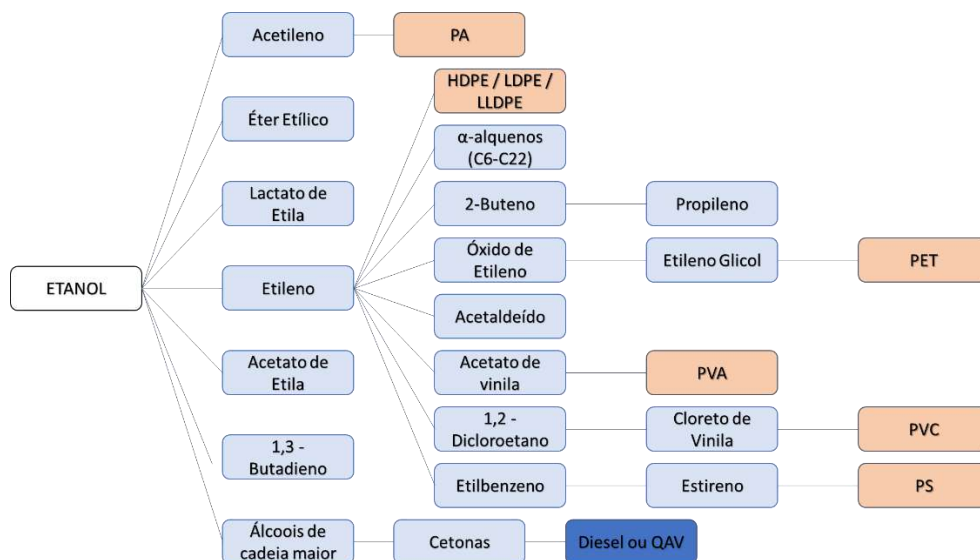 Acetileno
PA
HDPE / LDPE /
LLDPE
Éter Etílico
α-alquenos
(C6-C22)
Lactato de
Etila
2-Buteno
Propileno
ETANOL
Etileno
Óxido de
Etileno
Etileno Glicol
PET
Acetaldeído
Acetato de
Etila
Acetato de
vinila
PVA
1,3 -
Butadieno
1,2 -
Dicloroetano
Cloreto de
Vinila
PVC
Etilbenzeno
Estireno
PS
Álcoois de
cadeia maior
Cetonas
Diesel ou QAV